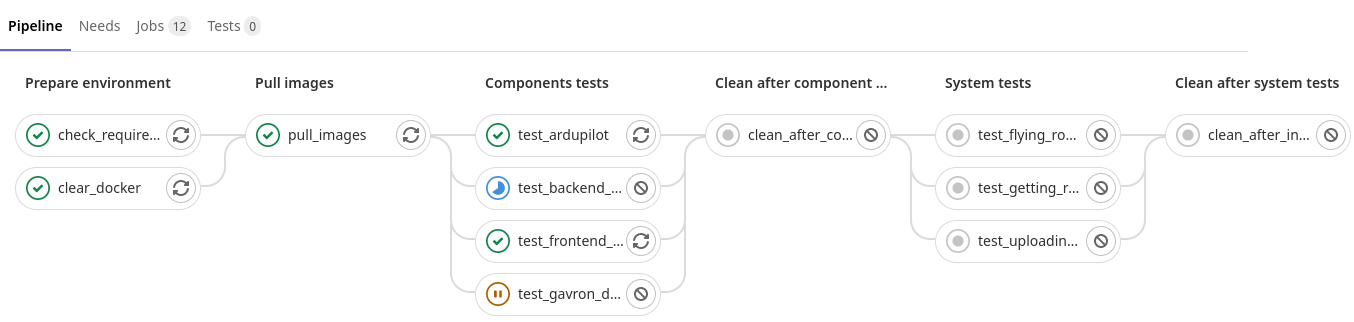 Pipeline Needs Jobs 12 Tests 0
Prepare environment
check_require...
clear_docker
Pull images
pull_images
Components tests
test_ardupilot
test_backend_...
test_frontend_...
test_gavron_d...
Clean after component ...
clean_after_co...
System tests
test_flying_ro...
test_getting_r...
test_uploadin...
Clean after system tests
clean_after_in...